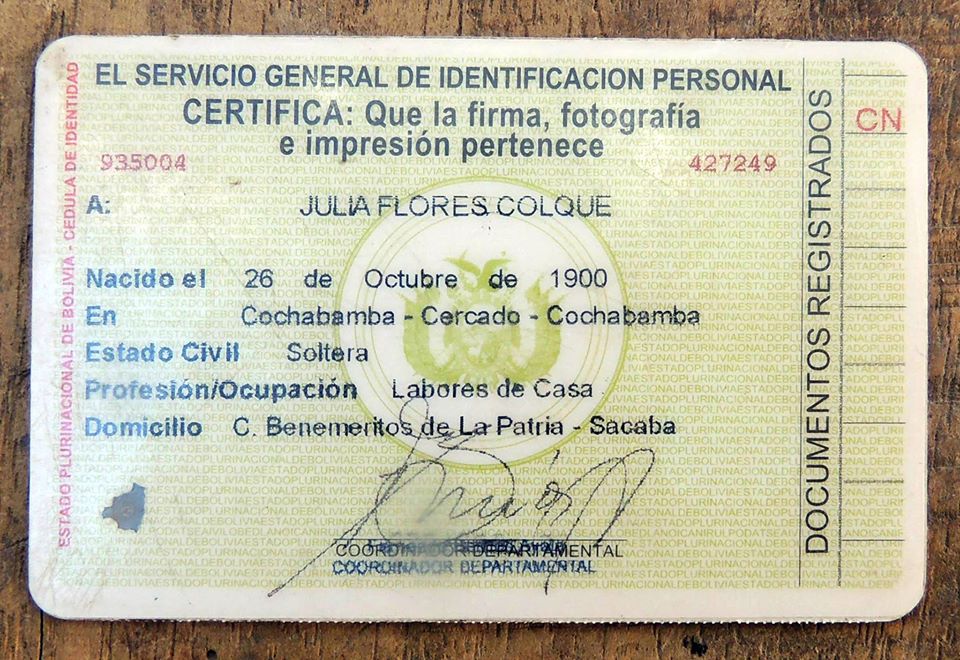 EL SERVICIO GENERAL DE IDENTIFICACION PERSONAL
CERTIFICA: Que la firma, fotografía
e impresión pertenece
935004 427249
A: JULIA FLORES COLQUE
Nacido el 26 de Octubre de 1900
En Cochabamba - Cercado - Cochabamba
Estado Civil Soltera
Profesión/Ocupación Labores de Casa
Domicilio C. Benemeritos de La Patria - Sacaba
COORDINADOR DEPARTAMENTAL
COORDINADOR DEPARTAMENTAL
ESTADO PLURINACIONAL DE BOLIVIA - CEDULA DE IDENTIDAD
DOCUMENTOS REGISTRADOS
CN